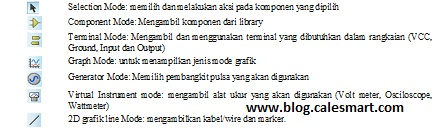 Selection Mode: memilih dan melakukan aksi pada komponen yang dipilih
Component Mode: Mengambil komponen dari library
Terminal Mode: Mengambil dan menggunakan terminal yang dibutuhkan dalam rangkaian (VCC,
Ground, Input dan Output)
Graph Mode: untuk menampilkan jenis mode grafik
Generator Mode: Memilih pembangkit pulsa yang akan digunakan
Virtual Instrument mode: mengambil alat ukur yang akan digunakan (Volt meter, Osciloscope,
Wattmeter)
www.blog.calesmart.com
2D grafik line Mode: mengambilkan kabel/wire dan marker.